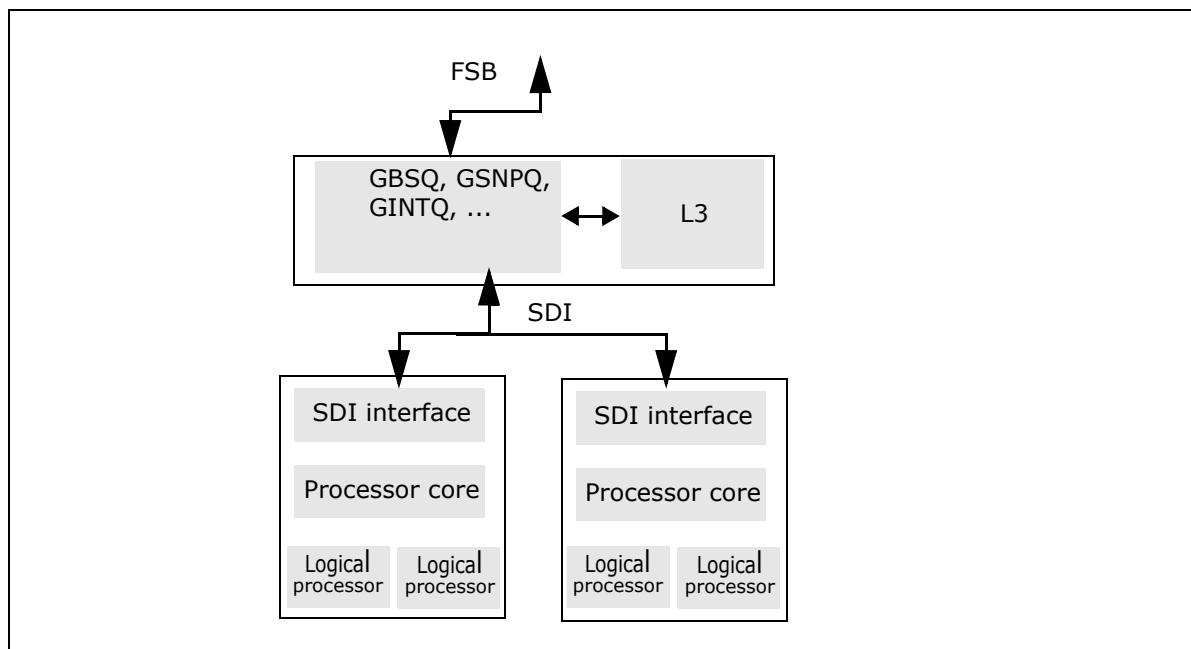 FSB
GBSQ, GSNPQ,
GINTQ, ...
L3
SDI
SDI interface
SDI interface
Processor core
Processor core
Logical
processor
Logical
processor
Logical
processor
Logical
processor